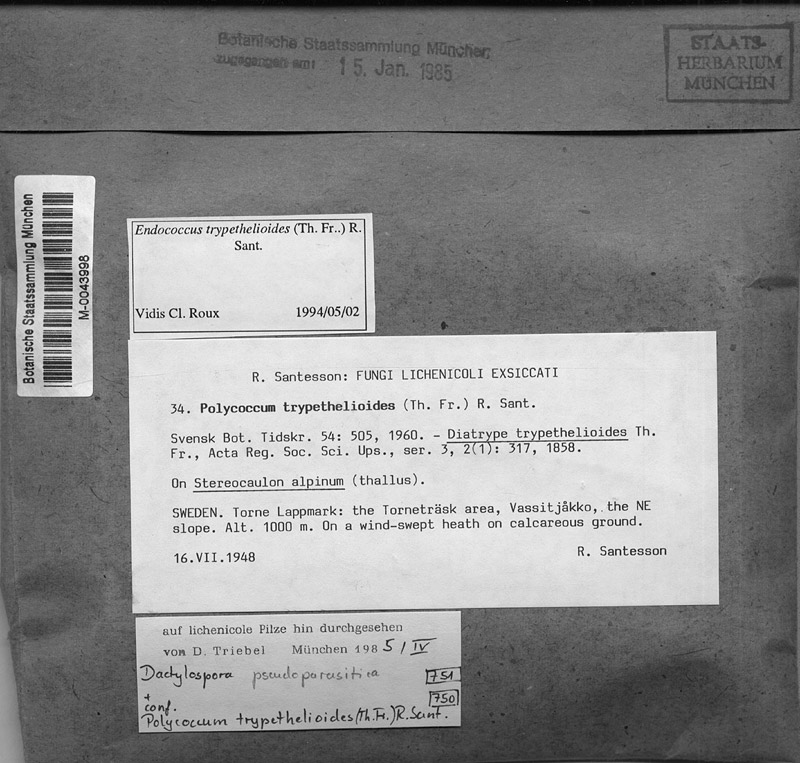 Botanische Staatssammlung München
zugegangen am: 15. Jan. 1985
STAATS-
HERBARIUM
MÜNCHEN
Botanische Staatssammlung München
M-0043998
Endococcus trypethelioides (Th. Fr..) R.
Sant.
Vidis Cl. Roux 1994/05/02
R. Santesson: FUNGI LICHENICOLI EXSICCATI
34. Polycoccum trypethelioides (Th. Fr.) R. Sant.
Svensk Bot. Tidskr. 54: 505, 1960. - Diatrype trypethelioides Th.
Fr., Acta Reg. Soc. Sci. Ups., ser. 3, 2(1): 317, 1858.
On Stereocaulon alpinum (thallus).
SWEDEN. Torne Lappmark: the Torneträsk area, Vassitjåkko, the NE
slope. Alt. 1000 m. On a wind-swept heath on calcareous ground.
16.VII.1948 R. Santesson
auf lichenicole Pilze hin durchgesehen
von D. Triebel München 1985/IV
Dactylospora pseudoparasitica 751
+ 750
conf.
Polycoccum trypethelioides (Th. Fr.) R. Sant.